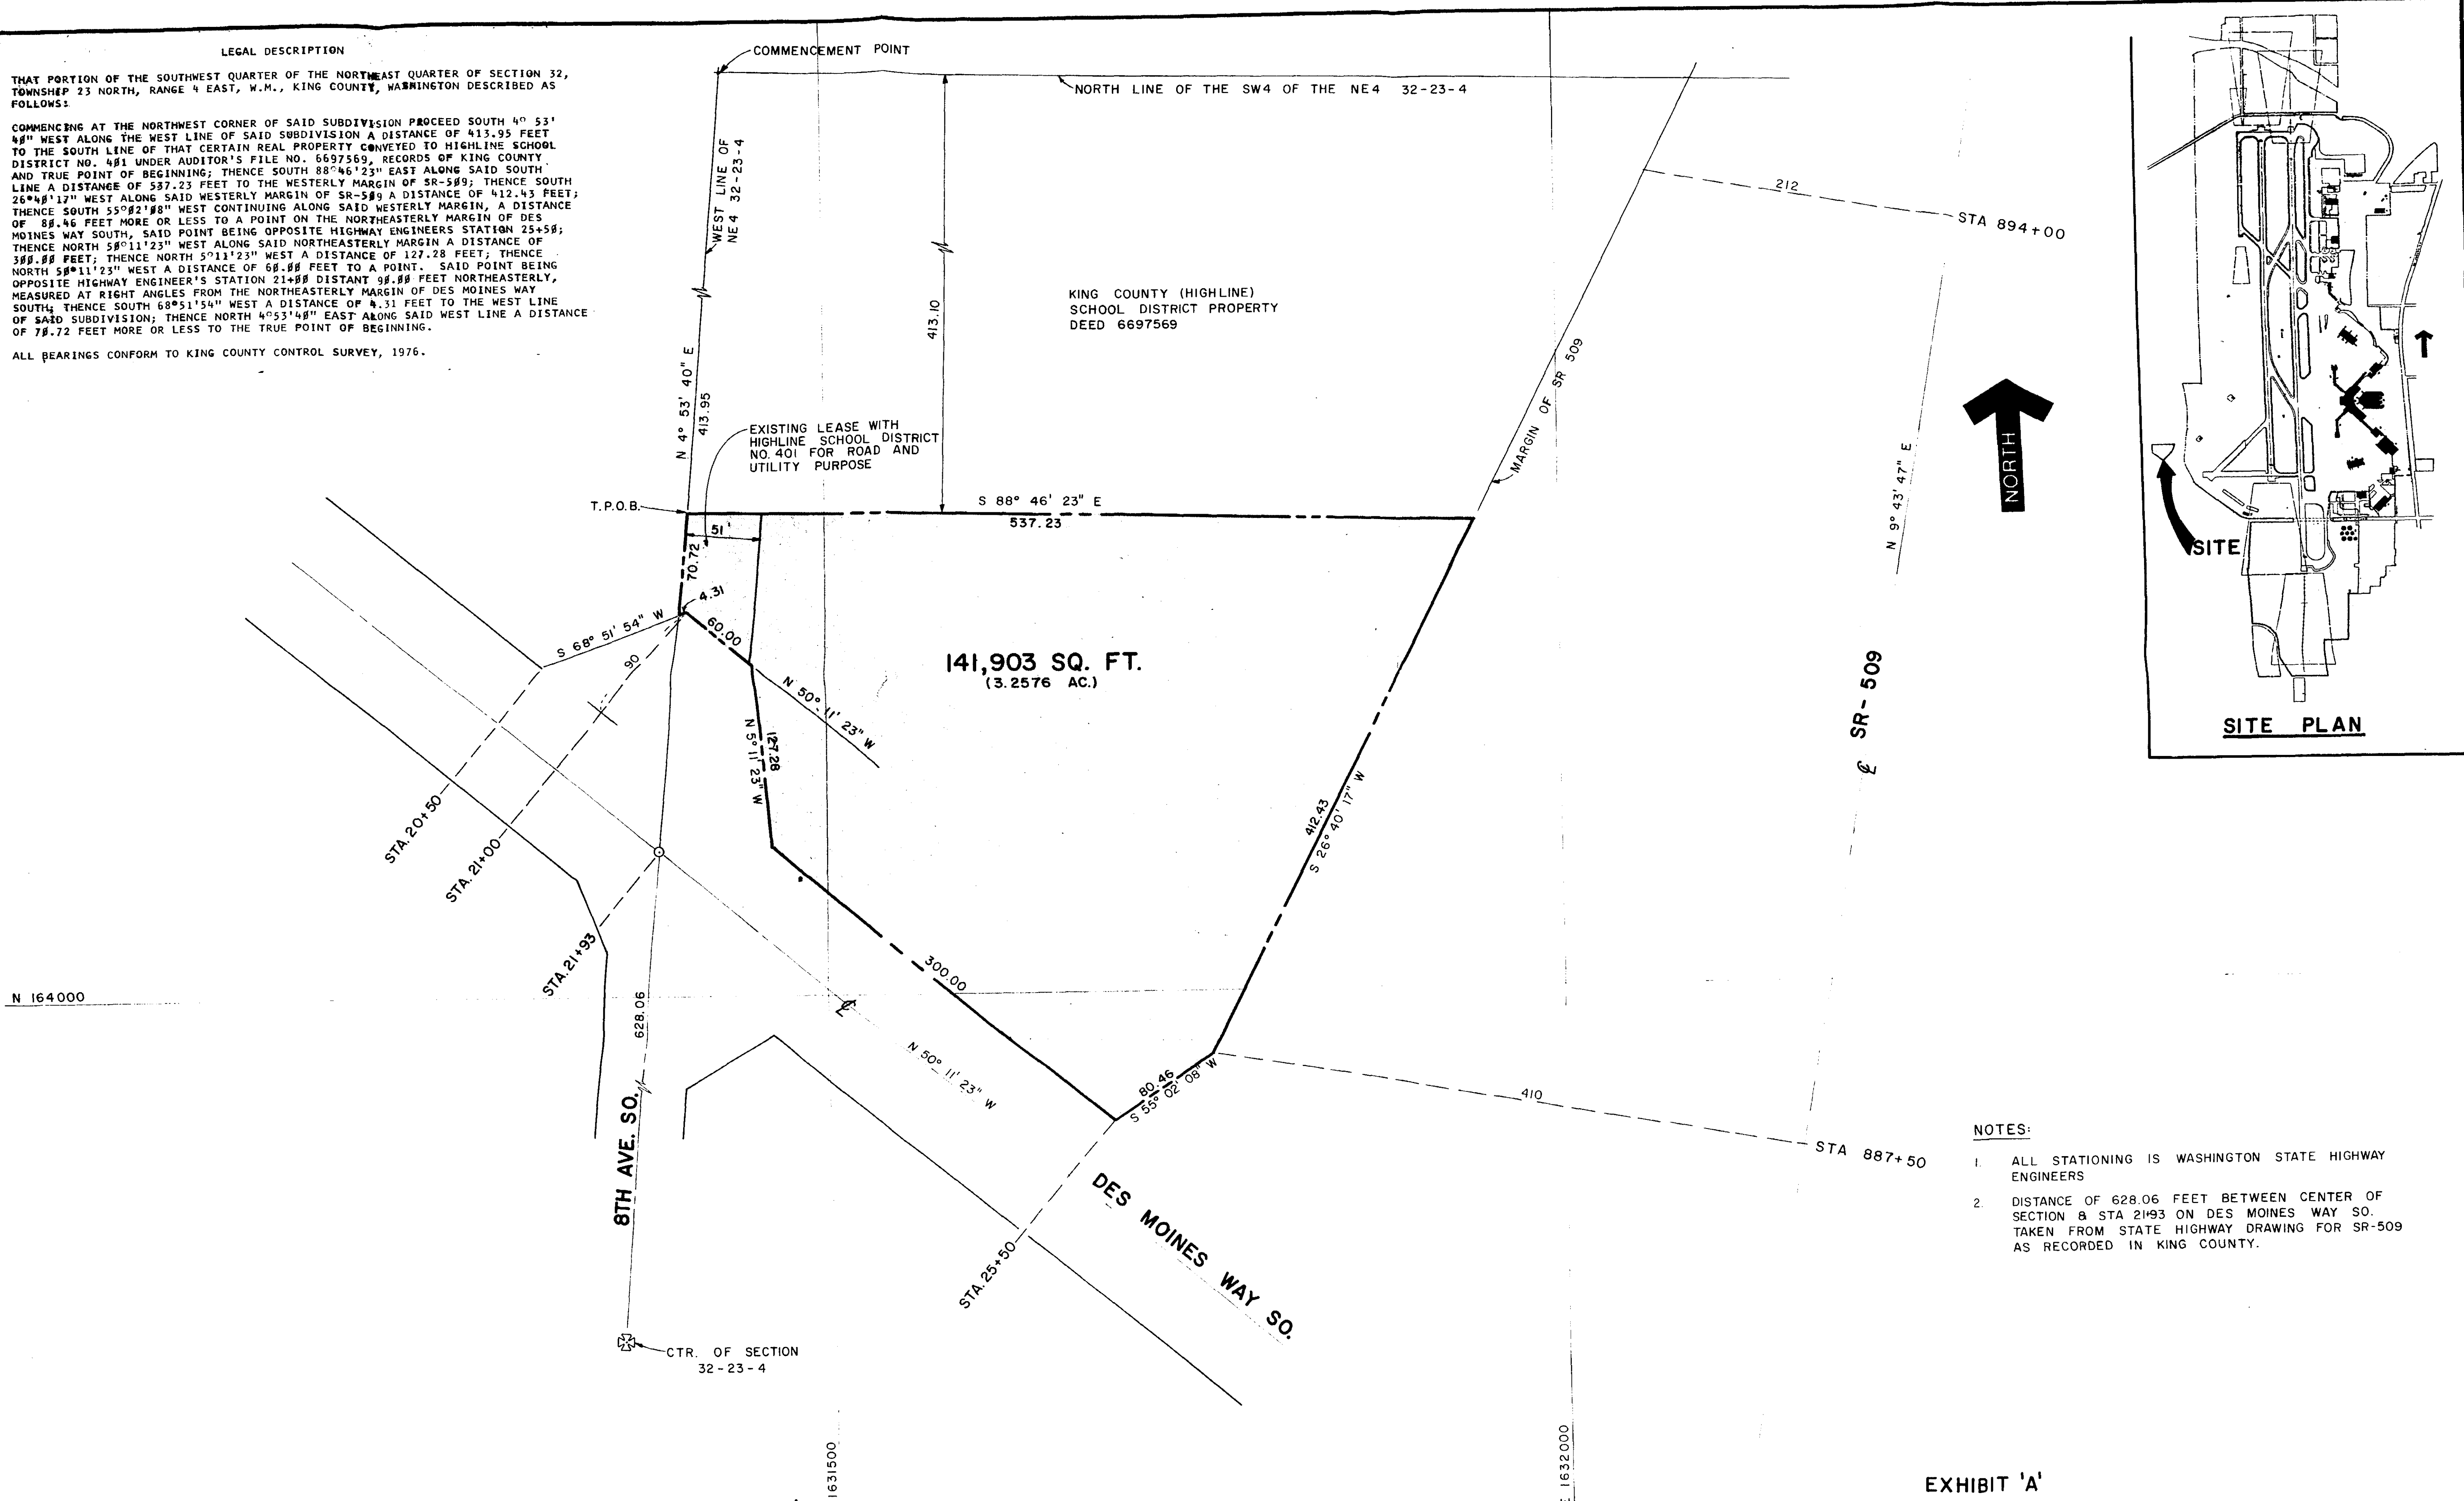 LEGAL DESCRIPTION
THAT PORTION OF THE SOUTHWEST QUARTER OF THE NORTHEAST QUARTER OF SECTION 32,
TOWNSHIP 23 NORTH, RANGE 4 EAST, W.M., KING COUNTY, WASHINGTON DESCRIBED AS
FOLLOWS:
COMMENCING AT THE NORTHWEST CORNER OF SAID SUBDIVISION PROCEED SOUTH 4° 53'
40" WEST ALONG THE WEST LINE OF SAID SUBDIVISION A DISTANCE OF 413.95 FEET
TO THE SOUTH LINE OF THAT CERTAIN REAL PROPERTY CONVEYED TO HIGHLINE SCHOOL
DISTRICT NO. 401 UNDER AUDITOR'S FILE NO. 6697569, RECORDS OF KING COUNTY
AND TRUE POINT OF BEGINNING; THENCE SOUTH 88°46'23" EAST ALONG SAID SOUTH
LINE A DISTANCE OF 537.23 FEET TO THE WESTERLY MARGIN OF SR-509; THENCE SOUTH
26°40'17" WEST ALONG SAID WESTERLY MARGIN OF SR-509 A DISTANCE OF 412.43 FEET;
THENCE SOUTH 55°02'08" WEST CONTINUING ALONG SAID WESTERLY MARGIN, A DISTANCE
OF 80.46 FEET MORE OR LESS TO A POINT ON THE NORTHEASTERLY MARGIN OF DES
MOINES WAY SOUTH, SAID POINT BEING OPPOSITE HIGHWAY ENGINEERS STATION 25+50;
THENCE NORTH 50°11'23" WEST ALONG SAID NORTHEASTERLY MARGIN A DISTANCE OF
300.00 FEET; THENCE NORTH 5°11'23" WEST A DISTANCE OF 127.28 FEET; THENCE
NORTH 50°11'23" WEST A DISTANCE OF 60.00 FEET TO A POINT. SAID POINT BEING
OPPOSITE HIGHWAY ENGINEER'S STATION 21+00 DISTANT 90.00 FEET NORTHEASTERLY,
MEASURED AT RIGHT ANGLES FROM THE NORTHEASTERLY MARGIN OF DES MOINES WAY
SOUTH; THENCE SOUTH 68°51'54" WEST A DISTANCE OF 4.31 FEET TO THE WEST LINE
OF SAID SUBDIVISION; THENCE NORTH 4°53'40" EAST ALONG SAID WEST LINE A DISTANCE
OF 70.72 FEET MORE OR LESS TO THE TRUE POINT OF BEGINNING.
ALL BEARINGS CONFORM TO KING COUNTY CONTROL SURVEY, 1976.
COMMENCEMENT POINT
NORTH LINE OF THE SW4 OF THE NE4 32-23-4
WEST LINE OF
NE4 32-23-4
413.10
212
STA 894+00
KING COUNTY (HIGHLINE)
SCHOOL DISTRICT PROPERTY
DEED 6697569
MARGIN OF SR 509
N 4° 53' 40" E
413.95
EXISTING LEASE WITH
HIGHLINE SCHOOL DISTRICT
NO. 401 FOR ROAD AND
UTILITY PURPOSE
T.P.O.B.
S 88° 46' 23" E
537.23
51'
70.72
4.31
60.00
S 68° 51' 54" W
90
N 50° 11' 23" W
N 5° 11' 23" W
127.28
141,903 SQ. FT.
(3.2576 AC.)
412.43
S 26° 40' 17" W
N 9° 43' 47" E
℄ SR-509
NORTH
SITE
SITE PLAN
STA. 20+50
STA. 21+00
STA. 21+93
N 164000
628.06
300.00
℄
N 50° 11' 23" W
80.46
S 55° 02' 08" W
410
STA 887+50
8TH AVE. SO.
STA. 25+50
DES MOINES WAY SO.
CTR. OF SECTION
32-23-4
1631500
E 1632000
NOTES:
1. ALL STATIONING IS WASHINGTON STATE HIGHWAY
ENGINEERS
2. DISTANCE OF 628.06 FEET BETWEEN CENTER OF
SECTION & STA 21+93 ON DES MOINES WAY SO.
TAKEN FROM STATE HIGHWAY DRAWING FOR SR-509
AS RECORDED IN KING COUNTY.
EXHIBIT 'A'